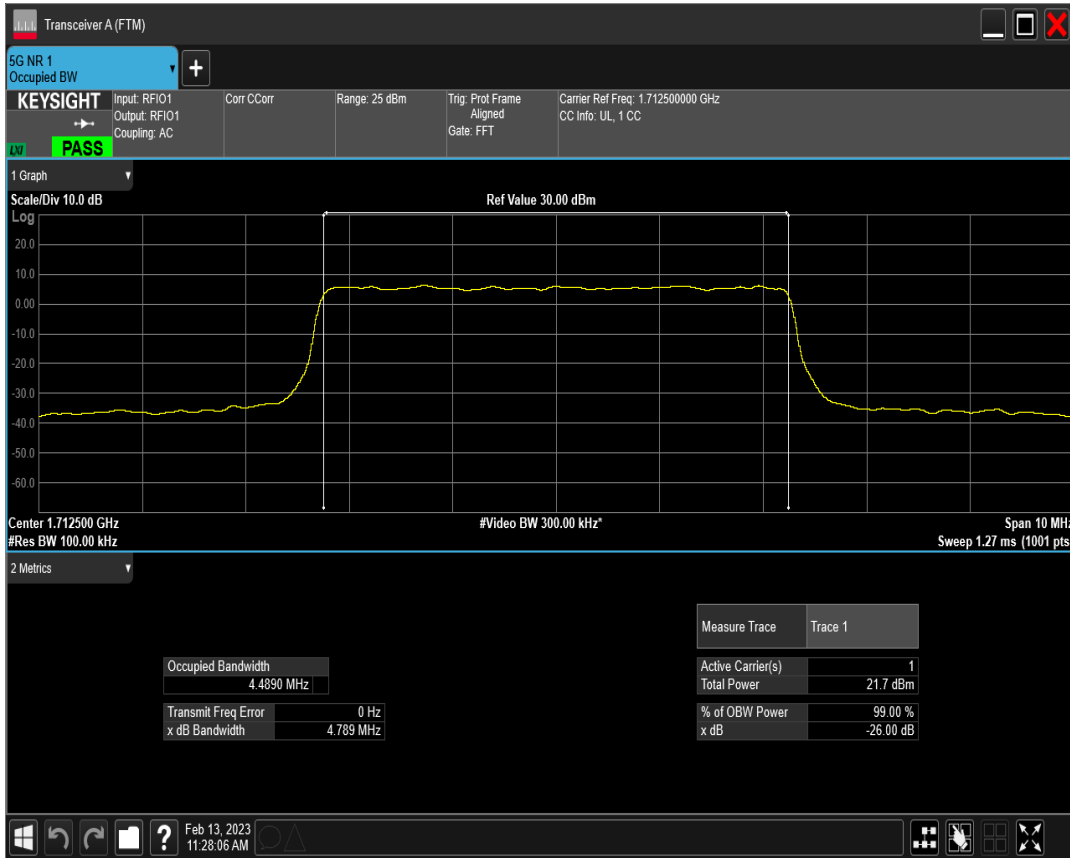 Transceiver A (FTM)
5G NR 1
Occupied BW
+
KEYSIGHT
LXI
PASS
Input: RFIO1
Output: RFIO1
Coupling: AC
Corr CCorr
Range: 25 dBm
Trig: Prot Frame
Aligned
Gate: FFT
Carrier Ref Freq: 1.712500000 GHz
CC Info: UL, 1 CC
1 Graph
Scale/Div 10.0 dB
Ref Value 30.00 dBm
Log
20.0
10.0
0.00
-10.0
-20.0
-30.0
-40.0
-50.0
-60.0
Center 1.712500 GHz
#Video BW 300.00 kHz*
Span 10 MHz
#Res BW 100.00 kHz
Sweep 1.27 ms (1001 pts
2 Metrics
Measure Trace Trace 1
Occupied Bandwidth
4.4890 MHz
Active Carrier(s) 1
Total Power 21.7 dBm
Transmit Freq Error 0 Hz
x dB Bandwidth 4.789 MHz
% of OBW Power 99.00 %
x dB -26.00 dB
?
Feb 13, 2023
11:28:06 AM